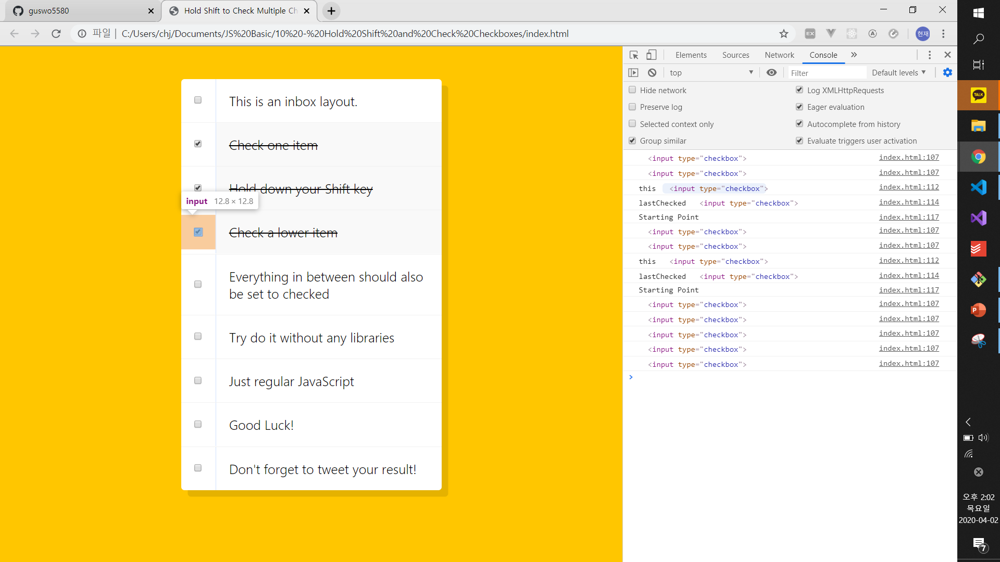 guswo5580
Hold Shift to Check Multiple Ch
파일 | C:/Users/chj/Documents/JS%20Basic/10%20-%20Hold%20Shift%20and%20Check%20Checkboxes/index.html
EX
현재
This is an inbox layout.
Check one item
Hold down your Shift key
input 12.8 × 12.8
Check a lower item
Everything in between should also
be set to checked
Try do it without any libraries
Just regular JavaScript
Good Luck!
Don't forget to tweet your result!
Elements Sources Network Console
top Filter Default levels
Hide network Log XMLHttpRequests
Preserve log Eager evaluation
Selected context only Autocomplete from history
Group similar Evaluate triggers user activation
<input type="checkbox"> index.html:107
<input type="checkbox"> index.html:107
this <input type="checkbox"> index.html:112
lastChecked <input type="checkbox"> index.html:114
Starting Point index.html:117
<input type="checkbox"> index.html:107
<input type="checkbox"> index.html:107
this <input type="checkbox"> index.html:112
lastChecked <input type="checkbox"> index.html:114
Starting Point index.html:117
<input type="checkbox"> index.html:107
<input type="checkbox"> index.html:107
<input type="checkbox"> index.html:107
<input type="checkbox"> index.html:107
<input type="checkbox"> index.html:107
TALK
오후 2:02
목요일
2020-04-02
7